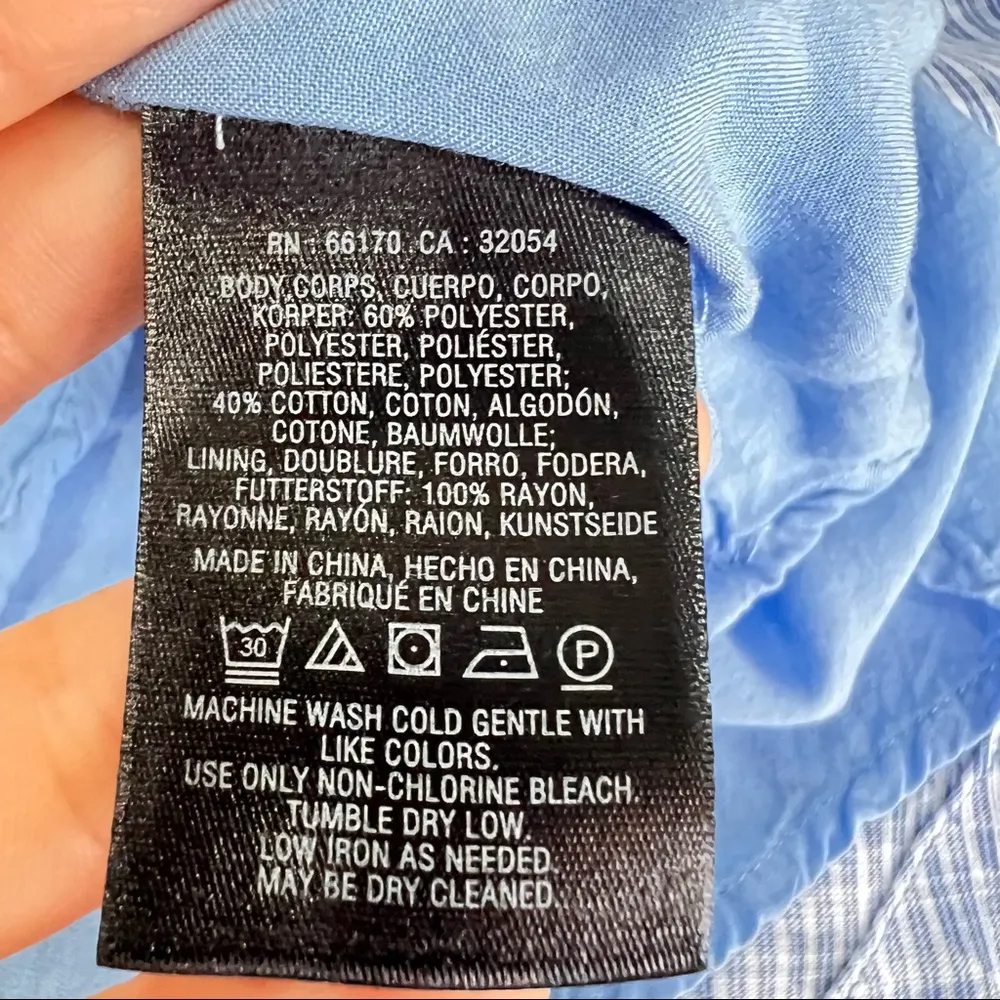 RN : 66170 CA : 32054
BODY, CORPS, CUERPO, CORPO,
KÖRPER: 60% POLYESTER,
POLYESTER, POLIÉSTER,
POLIESTERE, POLYESTER;
40% COTTON, COTON, ALGODÓN,
COTONE, BAUMWOLLE;
LINING, DOUBLURE, FORRO, FODERA,
FUTTERSTOFF: 100% RAYON,
RAYONNE, RAYÓN, RAION, KUNSTSEIDE
MADE IN CHINA, HECHO EN CHINA,
FABRIQUÉ EN CHINE
30 P
MACHINE WASH COLD GENTLE WITH
LIKE COLORS.
USE ONLY NON-CHLORINE BLEACH.
TUMBLE DRY LOW.
LOW IRON AS NEEDED.
MAY BE DRY CLEANED